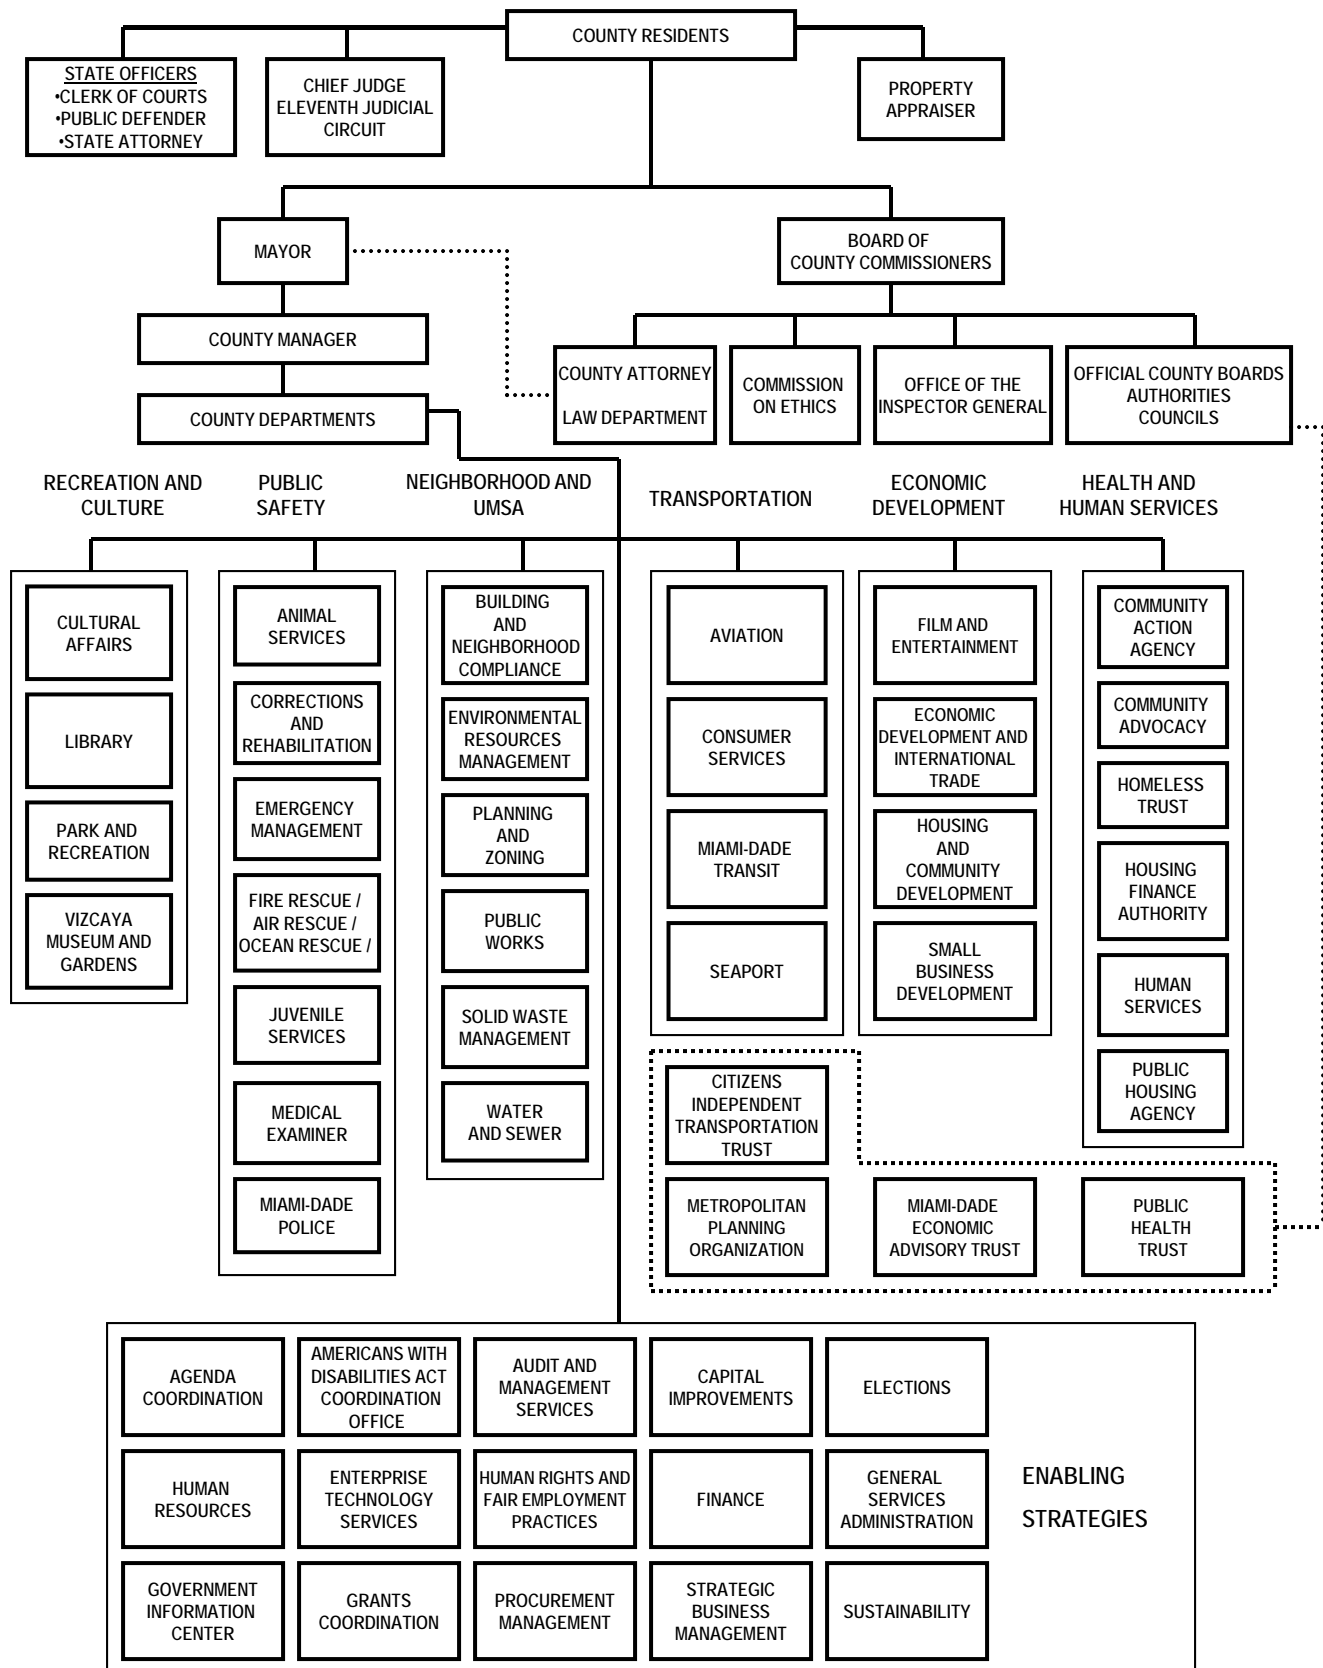 COUNTY RESIDENTS
STATE OFFICERS
•CLERK OF COURTS
•PUBLIC DEFENDER
•STATE ATTORNEY
CHIEF JUDGE
ELEVENTH JUDICIAL
CIRCUIT
PROPERTY
APPRAISER
MAYOR
BOARD OF
COUNTY COMMISSIONERS
COUNTY MANAGER
COUNTY DEPARTMENTS
COUNTY ATTORNEY
LAW DEPARTMENT
COMMISSION
ON ETHICS
OFFICE OF THE
INSPECTOR GENERAL
OFFICIAL COUNTY BOARDS
AUTHORITIES
COUNCILS
RECREATION AND
CULTURE
PUBLIC
SAFETY
NEIGHBORHOOD AND
UMSA
TRANSPORTATION
ECONOMIC
DEVELOPMENT
HEALTH AND
HUMAN SERVICES
CULTURAL
AFFAIRS
LIBRARY
PARK AND
RECREATION
VIZCAYA
MUSEUM AND
GARDENS
ANIMAL
SERVICES
CORRECTIONS
AND
REHABILITATION
EMERGENCY
MANAGEMENT
FIRE RESCUE /
AIR RESCUE /
OCEAN RESCUE /
JUVENILE
SERVICES
MEDICAL
EXAMINER
MIAMI-DADE
POLICE
BUILDING
AND
NEIGHBORHOOD
COMPLIANCE
ENVIRONMENTAL
RESOURCES
MANAGEMENT
PLANNING
AND
ZONING
PUBLIC
WORKS
SOLID WASTE
MANAGEMENT
WATER
AND SEWER
AVIATION
CONSUMER
SERVICES
MIAMI-DADE
TRANSIT
SEAPORT
FILM AND
ENTERTAINMENT
ECONOMIC
DEVELOPMENT AND
INTERNATIONAL
TRADE
HOUSING
AND
COMMUNITY
DEVELOPMENT
SMALL
BUSINESS
DEVELOPMENT
COMMUNITY
ACTION
AGENCY
COMMUNITY
ADVOCACY
HOMELESS
TRUST
HOUSING
FINANCE
AUTHORITY
HUMAN
SERVICES
PUBLIC
HOUSING
AGENCY
CITIZENS
INDEPENDENT
TRANSPORTATION
TRUST
METROPOLITAN
PLANNING
ORGANIZATION
MIAMI-DADE
ECONOMIC
ADVISORY TRUST
PUBLIC
HEALTH
TRUST
AGENDA
COORDINATION
AMERICANS WITH
DISABILITIES ACT
COORDINATION
OFFICE
AUDIT AND
MANAGEMENT
SERVICES
CAPITAL
IMPROVEMENTS
ELECTIONS
HUMAN
RESOURCES
ENTERPRISE
TECHNOLOGY
SERVICES
HUMAN RIGHTS AND
FAIR EMPLOYMENT
PRACTICES
FINANCE
GENERAL
SERVICES
ADMINISTRATION
ENABLING
STRATEGIES
GOVERNMENT
INFORMATION
CENTER
GRANTS
COORDINATION
PROCUREMENT
MANAGEMENT
STRATEGIC
BUSINESS
MANAGEMENT
SUSTAINABILITY